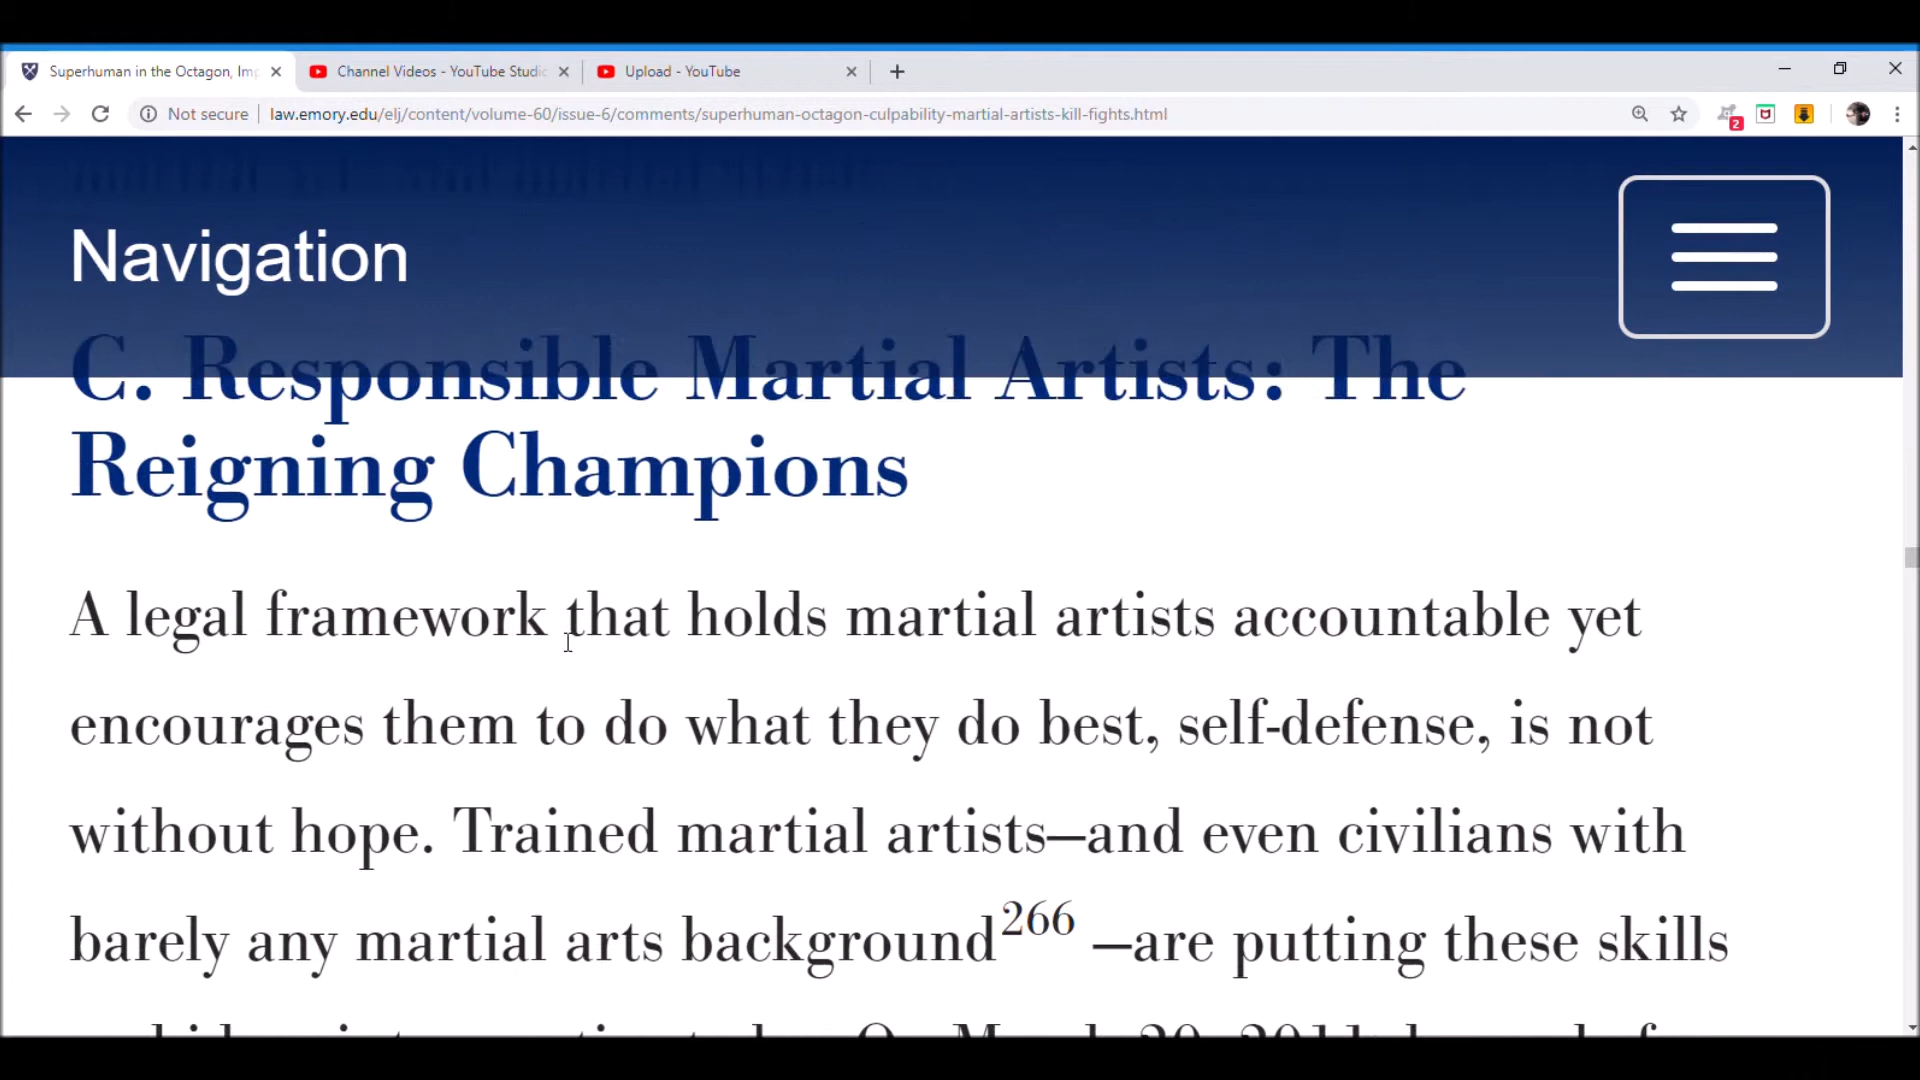 Superhuman in the Octagon, Imp
Channel Videos - YouTube Studio
Upload - YouTube
Not secure
law.emory.edu/elj/content/volume-60/issue-6/comments/superhuman-octagon-culpability-martial-artists-kill-fights.html
2
Navigation
C. Responsible Martial Artists: The
Reigning Champions
A legal framework that holds martial artists accountable yet
encourages them to do what they do best, self-defense, is not
without hope. Trained martial artists—and even civilians with
barely any martial arts background266 —are putting these skills